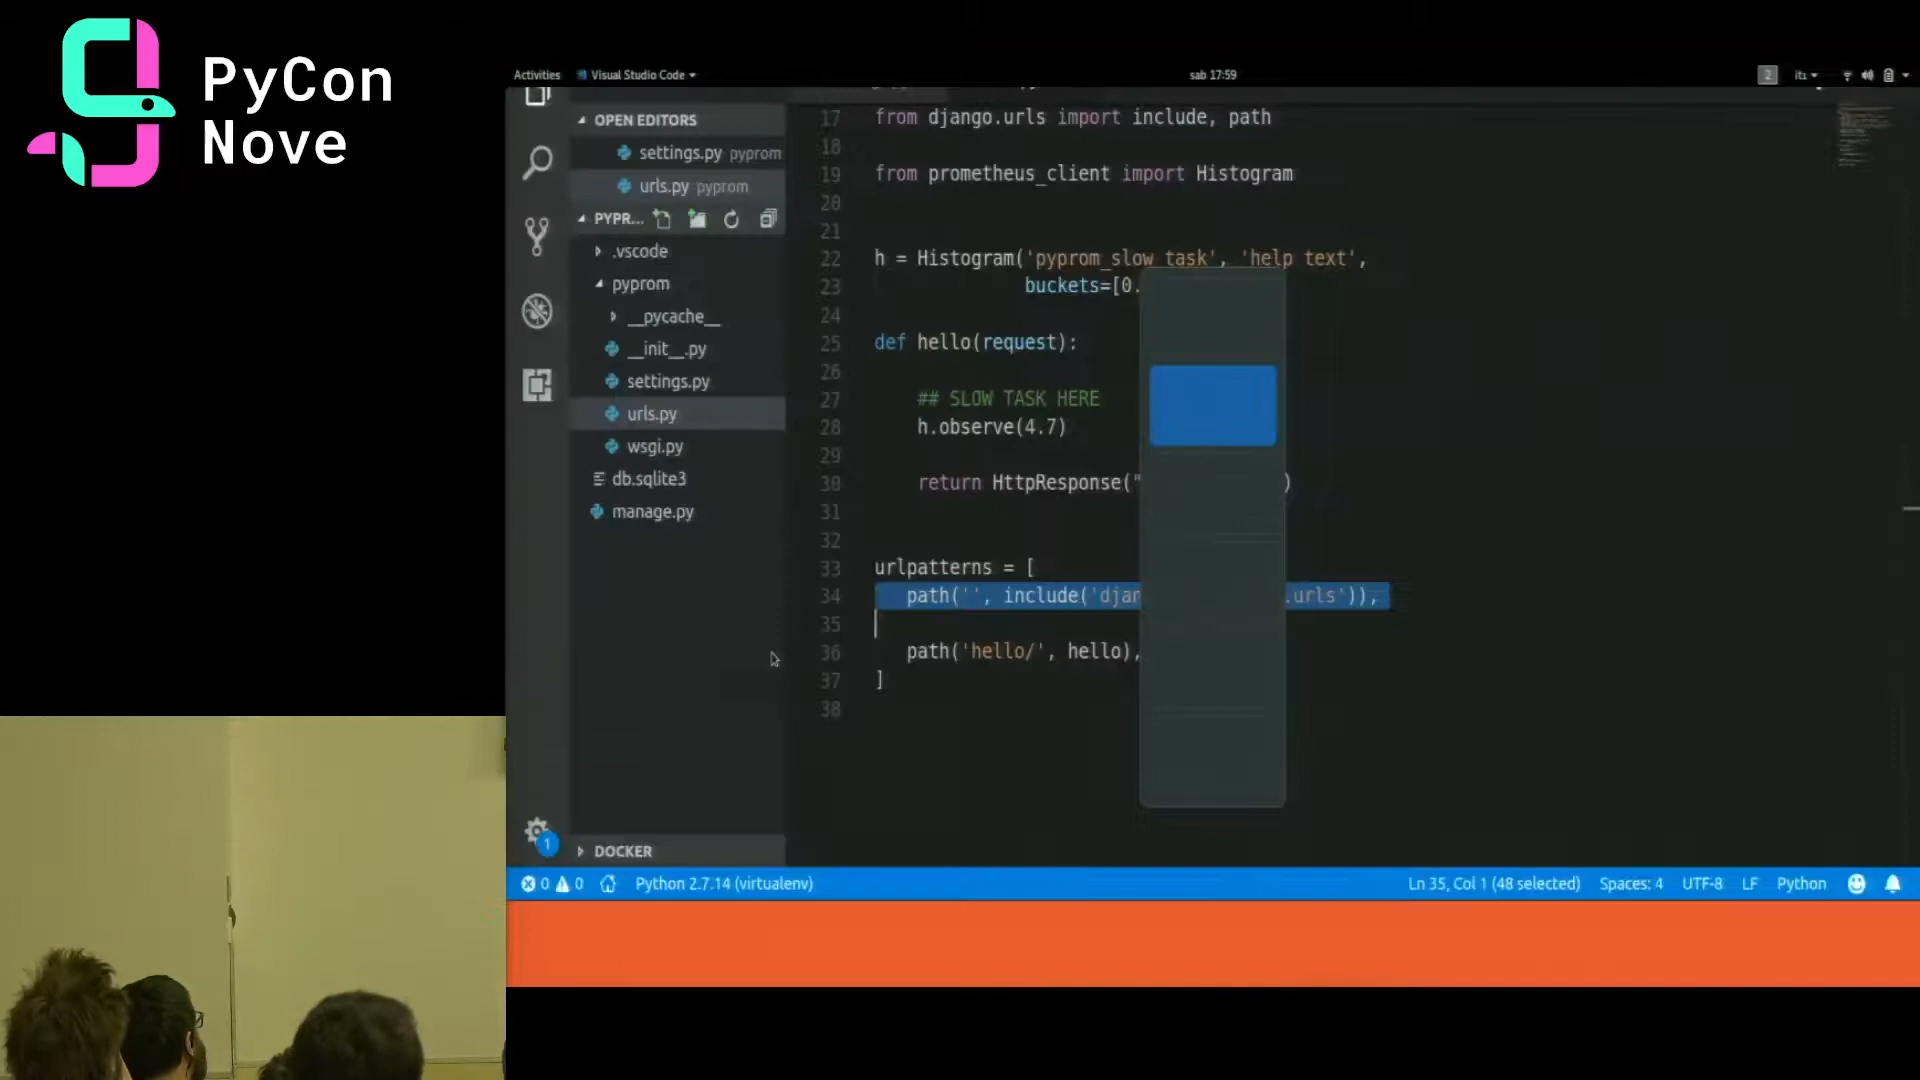 PyCon
Nove
Activities
Visual Studio Code
sab 17:59
2
it₁
OPEN EDITORS
settings.py pyprom
urls.py pyprom
PYPR...
.vscode
pyprom
__pycache__
__init__.py
settings.py
urls.py
wsgi.py
db.sqlite3
manage.py
DOCKER
17 from django.urls import include, path
18
19 from prometheus_client import Histogram
20
21
22 h = Histogram('pyprom_slow_task', 'help text',
23 buckets=[0.
24
25 def hello(request):
26
27 ## SLOW TASK HERE
28 h.observe(4.7)
29
30 return HttpResponse(" )
31
32
33 urlpatterns = [
34 path('', include('djan .urls')),
35
36 path('hello/', hello),
37 ]
38
1
0 0 Python 2.7.14 (virtualenv)
Ln 35, Col 1 (48 selected) Spaces: 4 UTF-8 LF Python